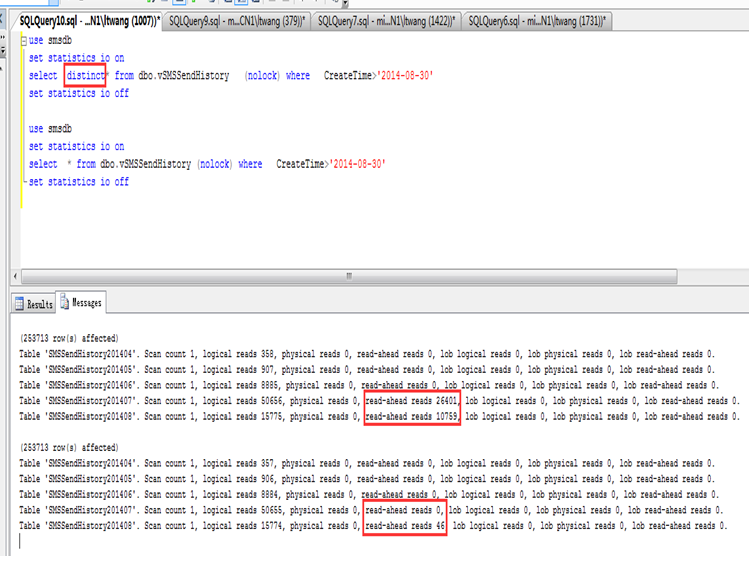 SQLQuery10.sql - ...N1\ltwang (1007))* SQLQuery9.sql - m...CN1\ltwang (379))* SQLQuery7.sql - mi...N1\ltwang (1422))* SQLQuery6.sql - mi...N1\ltwang (1731))*
use smsdb
set statistics io on
select distinct* from dbo.vSMSSendHistory (nolock) where CreateTime>'2014-08-30'
set statistics io off
use smsdb
set statistics io on
select * from dbo.vSMSSendHistory (nolock) where CreateTime>'2014-08-30'
set statistics io off
Results Messages
(253713 row(s) affected)
Table 'SMSSendHistory201404'. Scan count 1, logical reads 358, physical reads 0, read-ahead reads 0, lob logical reads 0, lob physical reads 0, lob read-ahead reads 0.
Table 'SMSSendHistory201405'. Scan count 1, logical reads 907, physical reads 0, read-ahead reads 0, lob logical reads 0, lob physical reads 0, lob read-ahead reads 0.
Table 'SMSSendHistory201406'. Scan count 1, logical reads 8885, physical reads 0, read-ahead reads 0, lob logical reads 0, lob physical reads 0, lob read-ahead reads 0.
Table 'SMSSendHistory201407'. Scan count 1, logical reads 50656, physical reads 0, read-ahead reads 26401, lob logical reads 0, lob physical reads 0, lob read-ahead reads 0.
Table 'SMSSendHistory201408'. Scan count 1, logical reads 15775, physical reads 0, read-ahead reads 10759, lob logical reads 0, lob physical reads 0, lob read-ahead reads 0.
(253713 row(s) affected)
Table 'SMSSendHistory201404'. Scan count 1, logical reads 357, physical reads 0, read-ahead reads 0, lob logical reads 0, lob physical reads 0, lob read-ahead reads 0.
Table 'SMSSendHistory201405'. Scan count 1, logical reads 906, physical reads 0, read-ahead reads 0, lob logical reads 0, lob physical reads 0, lob read-ahead reads 0.
Table 'SMSSendHistory201406'. Scan count 1, logical reads 8884, physical reads 0, read-ahead reads 0, lob logical reads 0, lob physical reads 0, lob read-ahead reads 0.
Table 'SMSSendHistory201407'. Scan count 1, logical reads 50655, physical reads 0, read-ahead reads 0, lob logical reads 0, lob physical reads 0, lob read-ahead reads 0.
Table 'SMSSendHistory201408'. Scan count 1, logical reads 15774, physical reads 0, read-ahead reads 46, lob logical reads 0, lob physical reads 0, lob read-ahead reads 0.